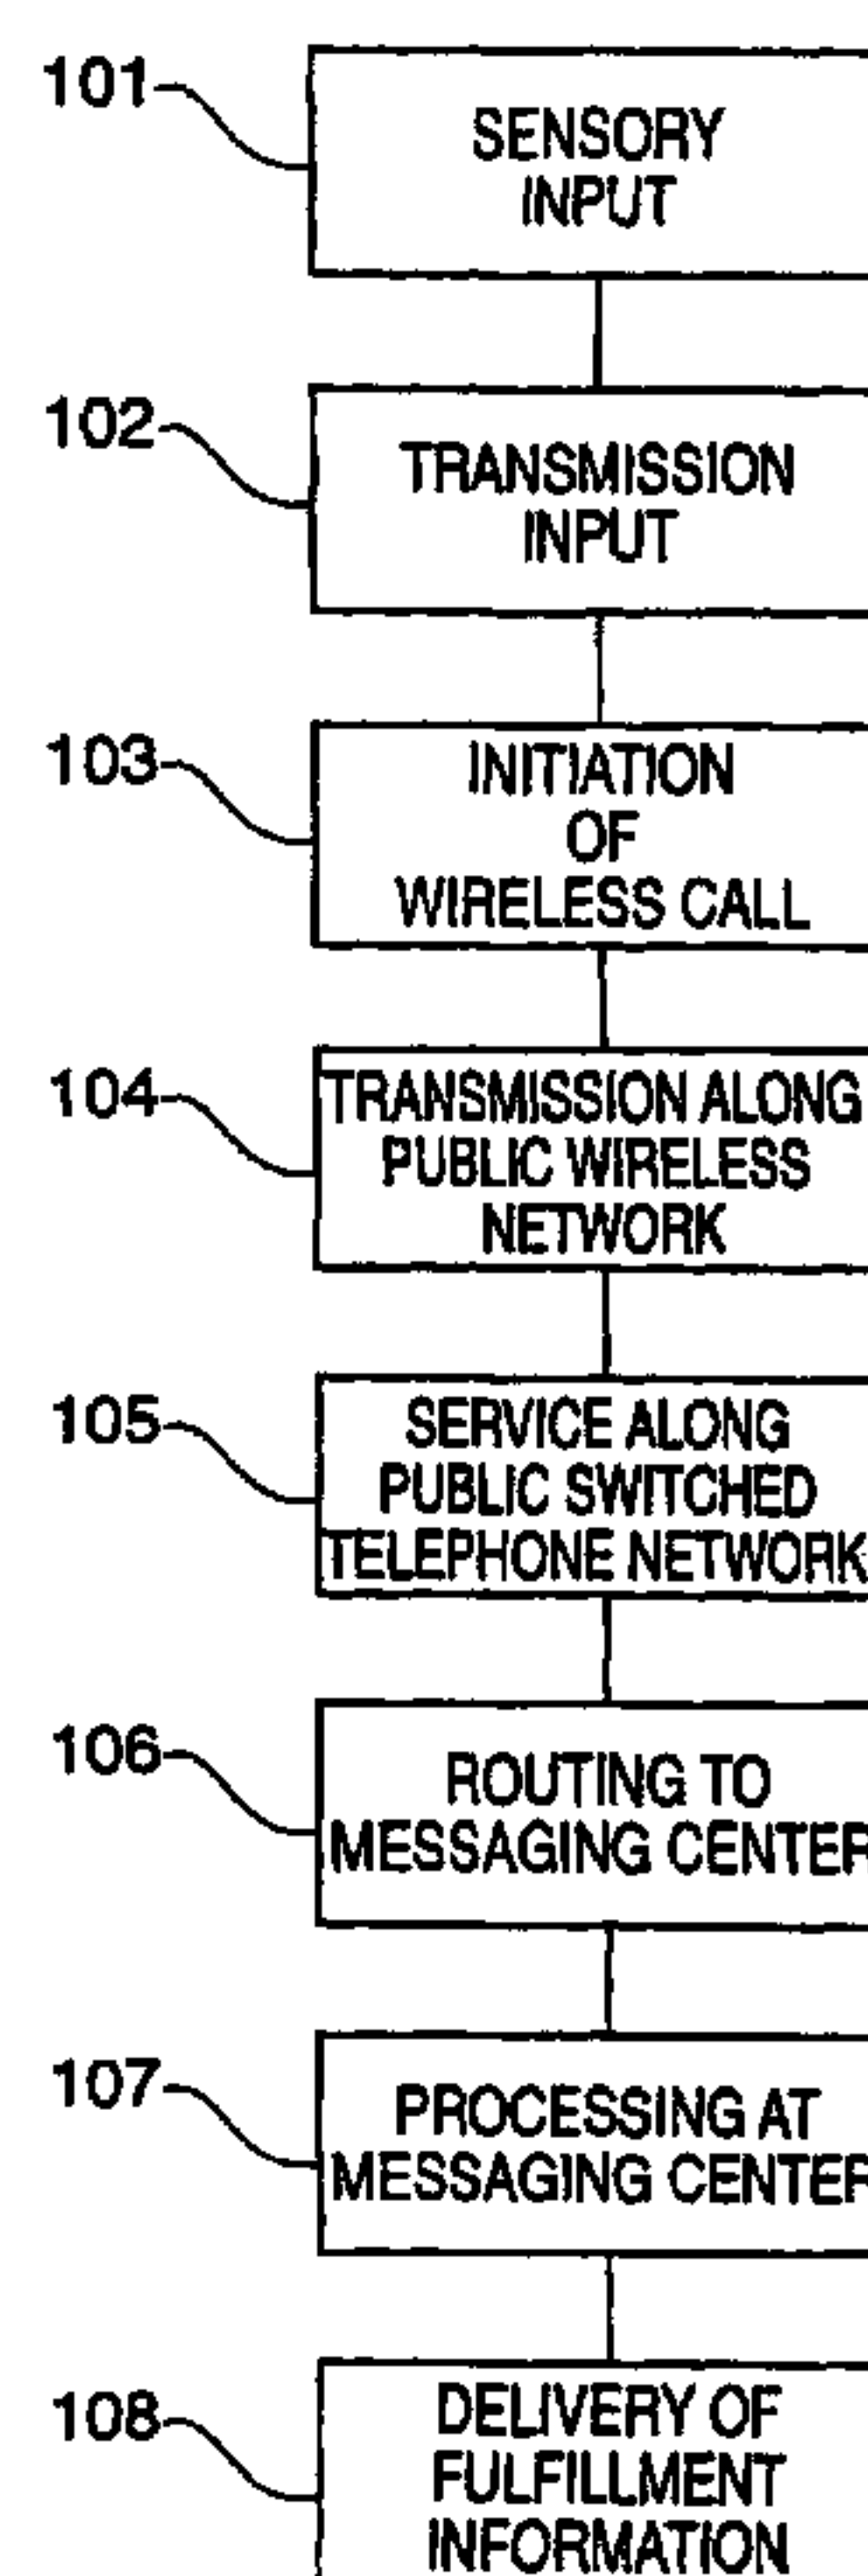 101
SENSORY
INPUT
102
TRANSMISSION
INPUT
103
INITIATION
OF
WIRELESS CALL
104
TRANSMISSION ALONG
PUBLIC WIRELESS
NETWORK
105
SERVICE ALONG
PUBLIC SWITCHED
TELEPHONE NETWORK
106
ROUTING TO
MESSAGING CENTER
107
PROCESSING AT
MESSAGING CENTER
108
DELIVERY OF
FULFILLMENT
INFORMATION